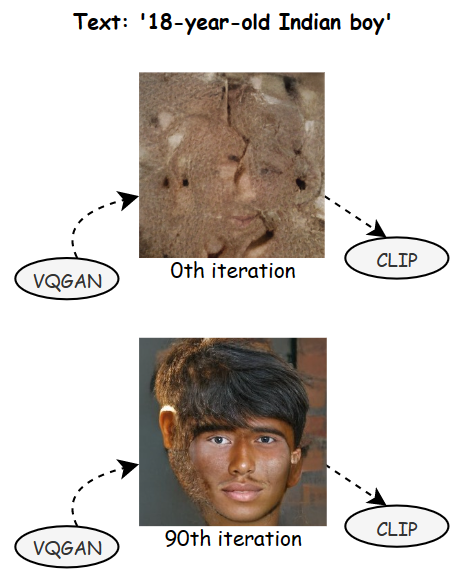 Text: '18-year-old Indian boy'
VQGAN
0th iteration
CLIP
VQGAN
90th iteration
CLIP